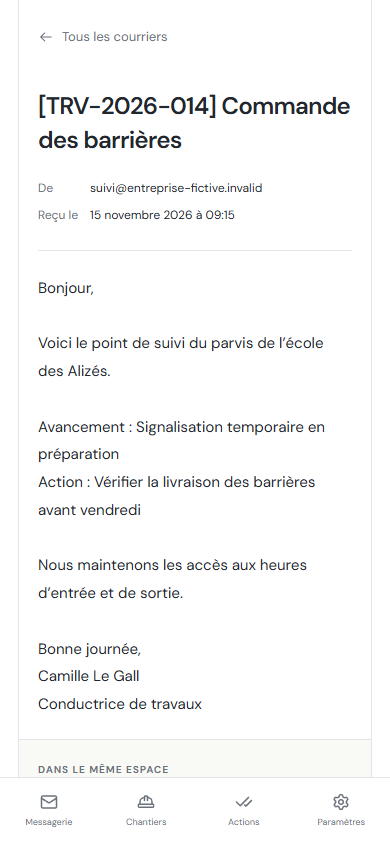 Tous les courriers
[TRV-2026-014] Commande
des barrières
De suivi@entreprise-fictive.invalid
Reçu le 15 novembre 2026 à 09:15
Bonjour,
Voici le point de suivi du parvis de l’école
des Alizés.
Avancement : Signalisation temporaire en
préparation
Action : Vérifier la livraison des barrières
avant vendredi
Nous maintenons les accès aux heures
d’entrée et de sortie.
Bonne journée,
Camille Le Gall
Conductrice de travaux
DANS LE MÊME ESPACE
Messagerie Chantiers Actions Paramètres